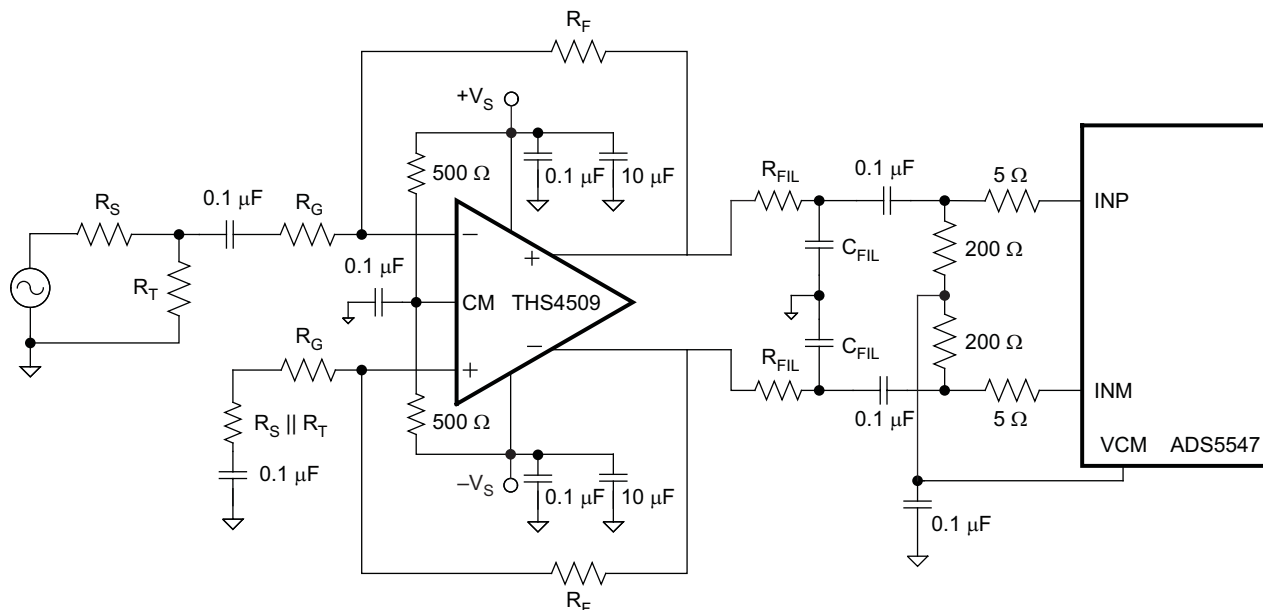 R_F
+V_S
500 Ω
0.1 μF
10 μF
R_S
0.1 μF
R_G
R_T
0.1 μF
−
+
CM
THS4509
+
−
R_G
R_S || R_T
0.1 μF
500 Ω
–V_S
0.1 μF
10 μF
R_F
R_FIL
0.1 μF
5 Ω
INP
C_FIL
200 Ω
C_FIL
200 Ω
R_FIL
0.1 μF
5 Ω
INM
VCM
ADS5547
0.1 μF